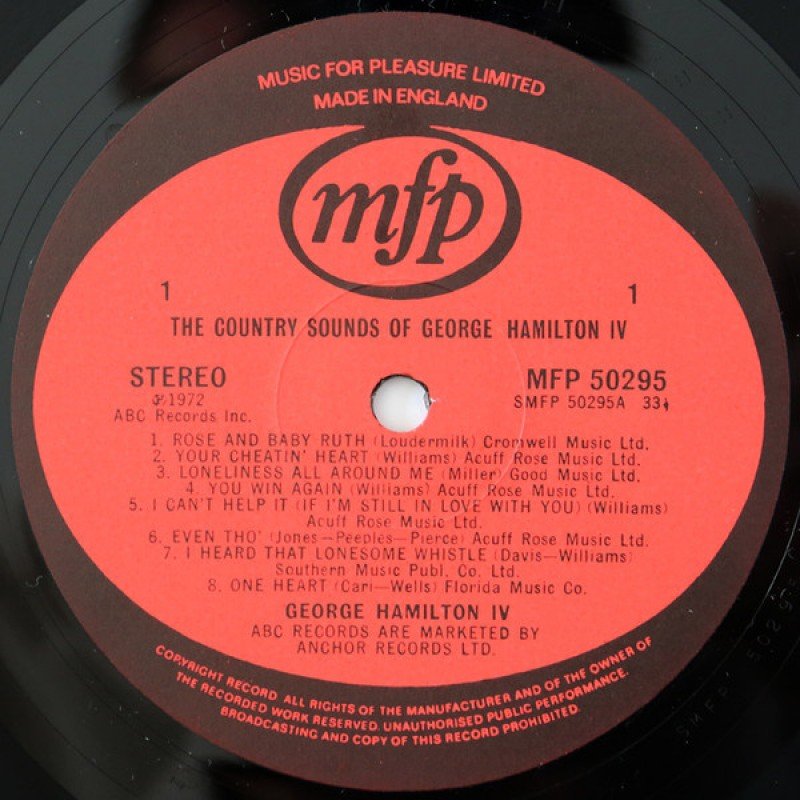 MUSIC FOR PLEASURE LIMITED
MADE IN ENGLAND
mfp
1 1
THE COUNTRY SOUNDS OF GEORGE HAMILTON IV
STEREO MFP 50295
℗1972 SMFP 50295A 33⅓
ABC Records Inc.
1. ROSE AND BABY RUTH (Loudermilk) Cromwell Music Ltd.
2. YOUR CHEATIN' HEART (Williams) Acuff Rose Music Ltd.
3. LONELINESS ALL AROUND ME (Miller) Good Music Ltd.
4. YOU WIN AGAIN (Williams) Acuff Rose Music Ltd.
5. I CAN'T HELP IT (IF I'M STILL IN LOVE WITH YOU) (Williams)
Acuff Rose Music Ltd.
6. EVEN THO' (Jones—Peeples—Pierce) Acuff Rose Music Ltd.
7. I HEARD THAT LONESOME WHISTLE (Davis—Williams)
Southern Music Publ. Co. Ltd.
8. ONE HEART (Carl—Wells) Florida Music Co.
GEORGE HAMILTON IV
ABC RECORDS ARE MARKETED BY
ANCHOR RECORDS LTD.
COPYRIGHT RECORD ALL RIGHTS OF THE MANUFACTURER AND OF THE OWNER OF
THE RECORDED WORK RESERVED. UNAUTHORISED PUBLIC PERFORMANCE.
BROADCASTING AND COPY OF THIS RECORD PROHIBITED.